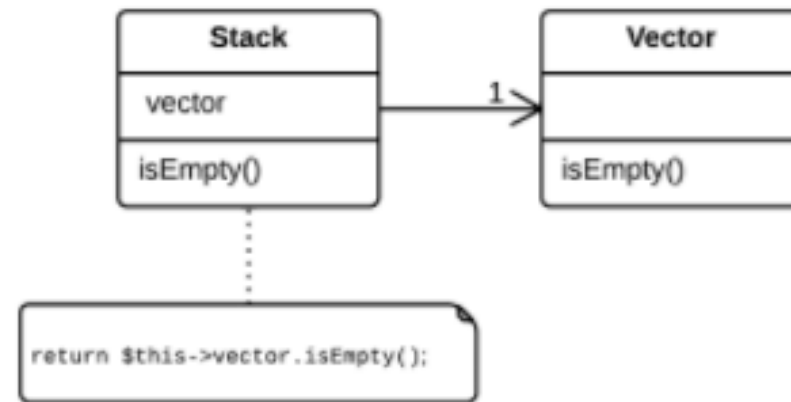 Stack
Vector
vector
1
isEmpty()
isEmpty()
return $this->vector.isEmpty();